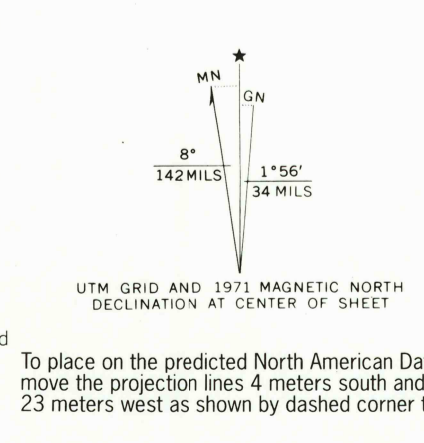 ★
MN
GN
8°
142 MILS
1°56′
34 MILS
UTM GRID AND 1971 MAGNETIC NORTH
DECLINATION AT CENTER OF SHEET
To place on the predicted North American
move the projection lines 4 meters south and
23 meters west as shown by dashed corner